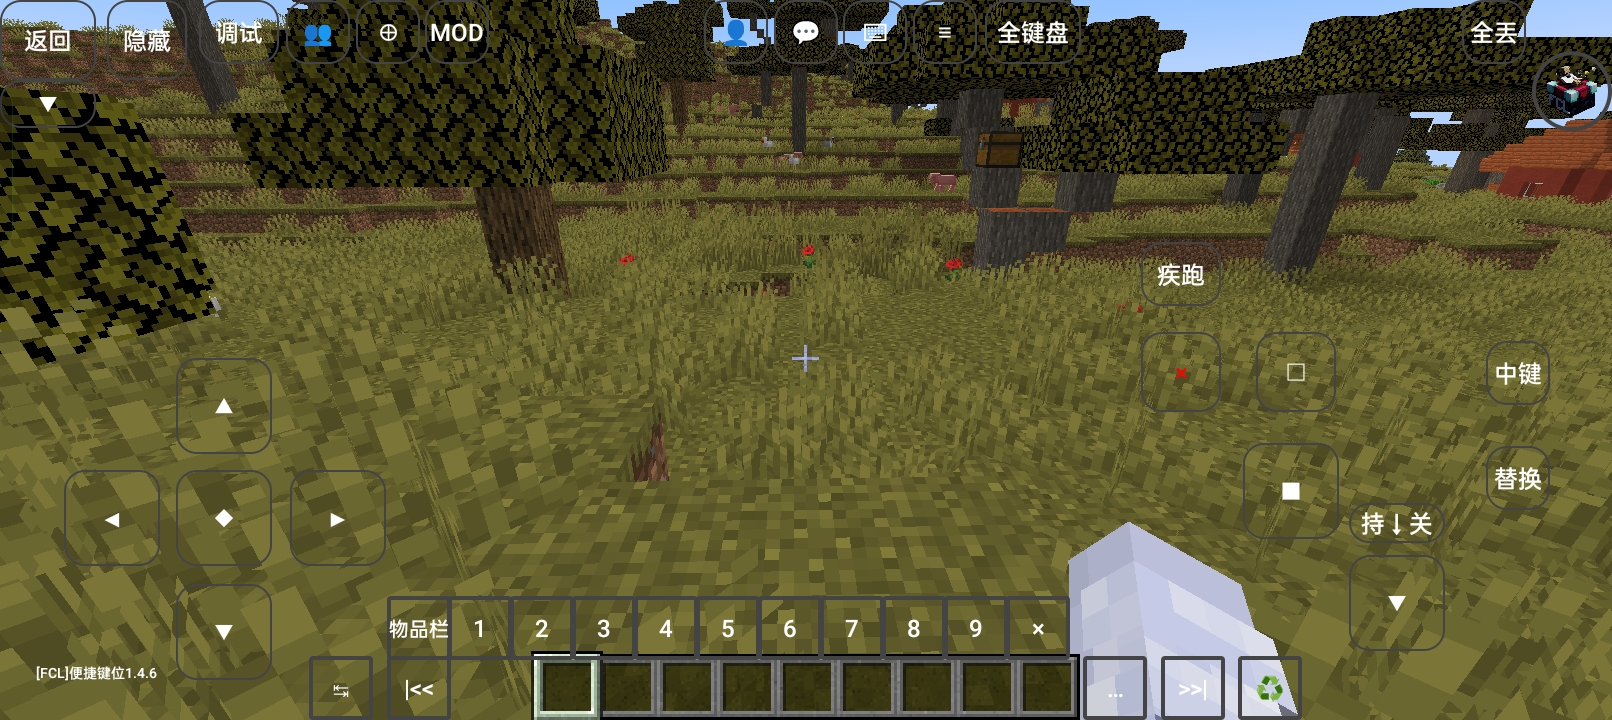 返回
隐藏
调试
MOD
全键盘
全丢
疾跑
中键
替换
持↓关
物品栏 1 2 3 4 5 6 7 8 9 ×
[FCL]便捷键位1.4.6
|<<
...
>>|